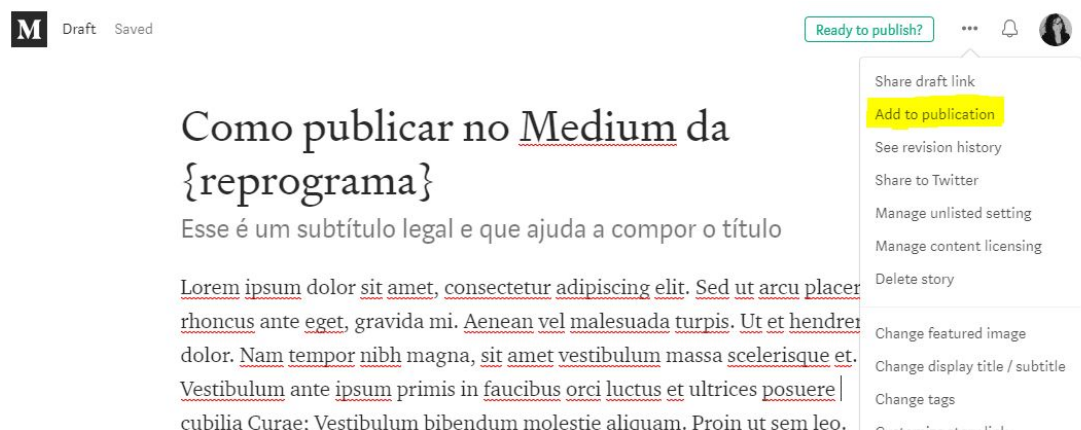 M Draft Saved Ready to publish? •••
Share draft link
Add to publication
See revision history
Share to Twitter
Manage unlisted setting
Manage content licensing
Delete story
Change featured image
Change display title / subtitle
Change tags
Como publicar no Medium da
{reprograma}
Esse é um subtítulo legal e que ajuda a compor o título
Lorem ipsum dolor sit amet, consectetur adipiscing elit. Sed ut arcu placer
rhoncus ante eget, gravida mi. Aenean vel malesuada turpis. Ut et hendrer
dolor. Nam tempor nibh magna, sit amet vestibulum massa scelerisque et.
Vestibulum ante ipsum primis in faucibus orci luctus et ultrices posuere
cubilia Curae; Vestibulum bibendum molestie aliquam. Proin ut sem leo.